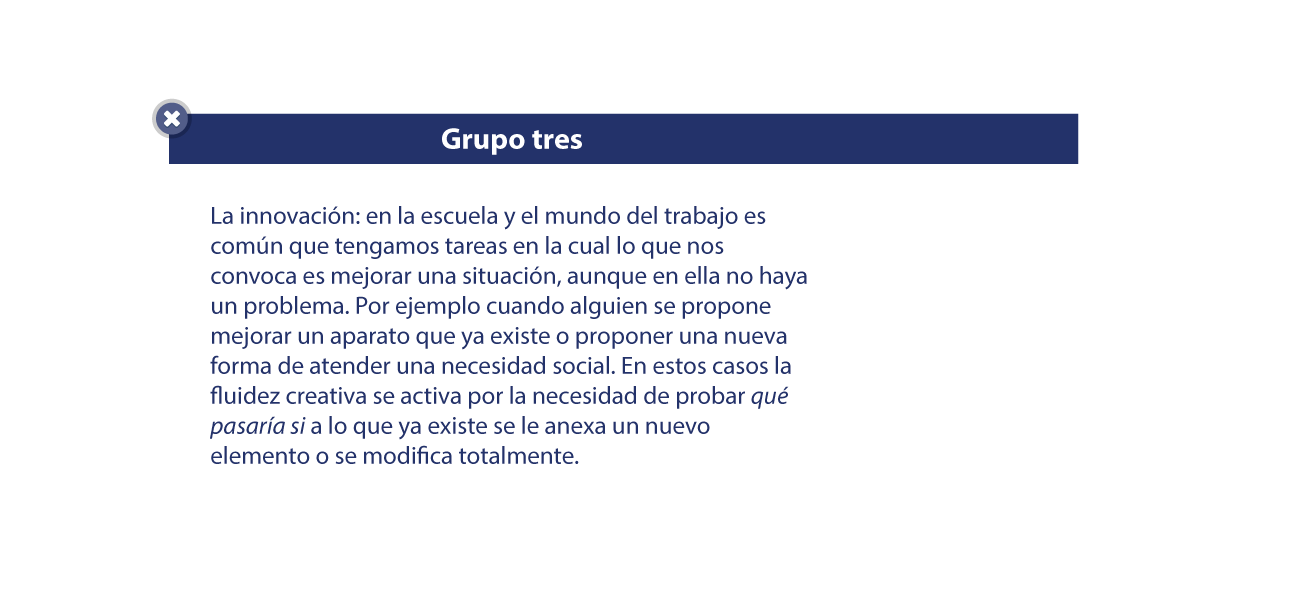 Grupo tres
La innovación: en la escuela y el mundo del trabajo es
común que tengamos tareas en la cual lo que nos
convoca es mejorar una situación, aunque en ella no haya
un problema. Por ejemplo cuando alguien se propone
mejorar un aparato que ya existe o proponer una nueva
forma de atender una necesidad social. En estos casos la
fluidez creativa se activa por la necesidad de probar qué
pasaría si a lo que ya existe se le anexa un nuevo
elemento o se modifica totalmente.